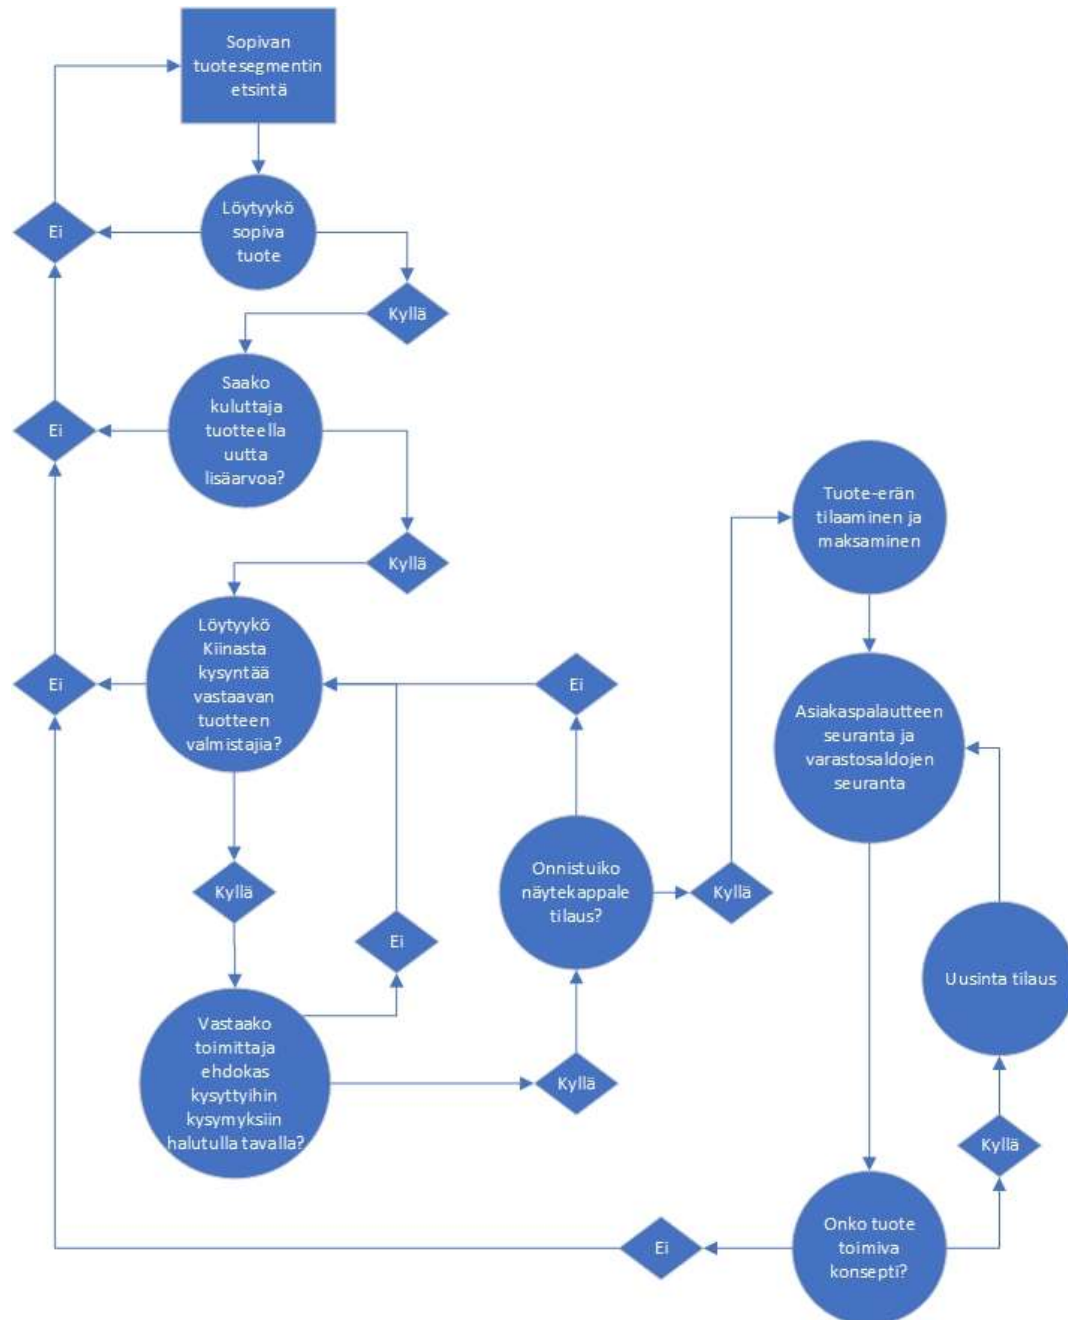 Sopivan
tuotesegmentin
etsintä
Löytyykö
sopiva
tuote
Ei
Kyllä
Saako
kuluttaja
tuotteella
uutta
lisäarvoa?
Ei
Kyllä
Löytyykö
Kiinasta
kysyntää
vastaavan
tuotteen
valmistajia?
Ei
Kyllä
Vastaako
toimittaja
ehdokas
kysyttyihin
kysymyksiin
halutulla tavalla?
Ei
Kyllä
Onnistuiko
näytekappale
tilaus?
Ei
Kyllä
Tuote-erän
tilaaminen ja
maksaminen
Asiakaspalautteen
seuranta ja
varastosaldojen
seuranta
Onko tuote
toimiva
konsepti?
Ei
Kyllä
Uusinta tilaus